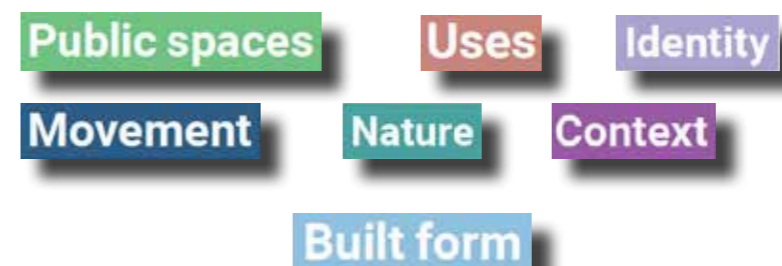 Public spaces Uses Identity
Movement Nature Context
Built form